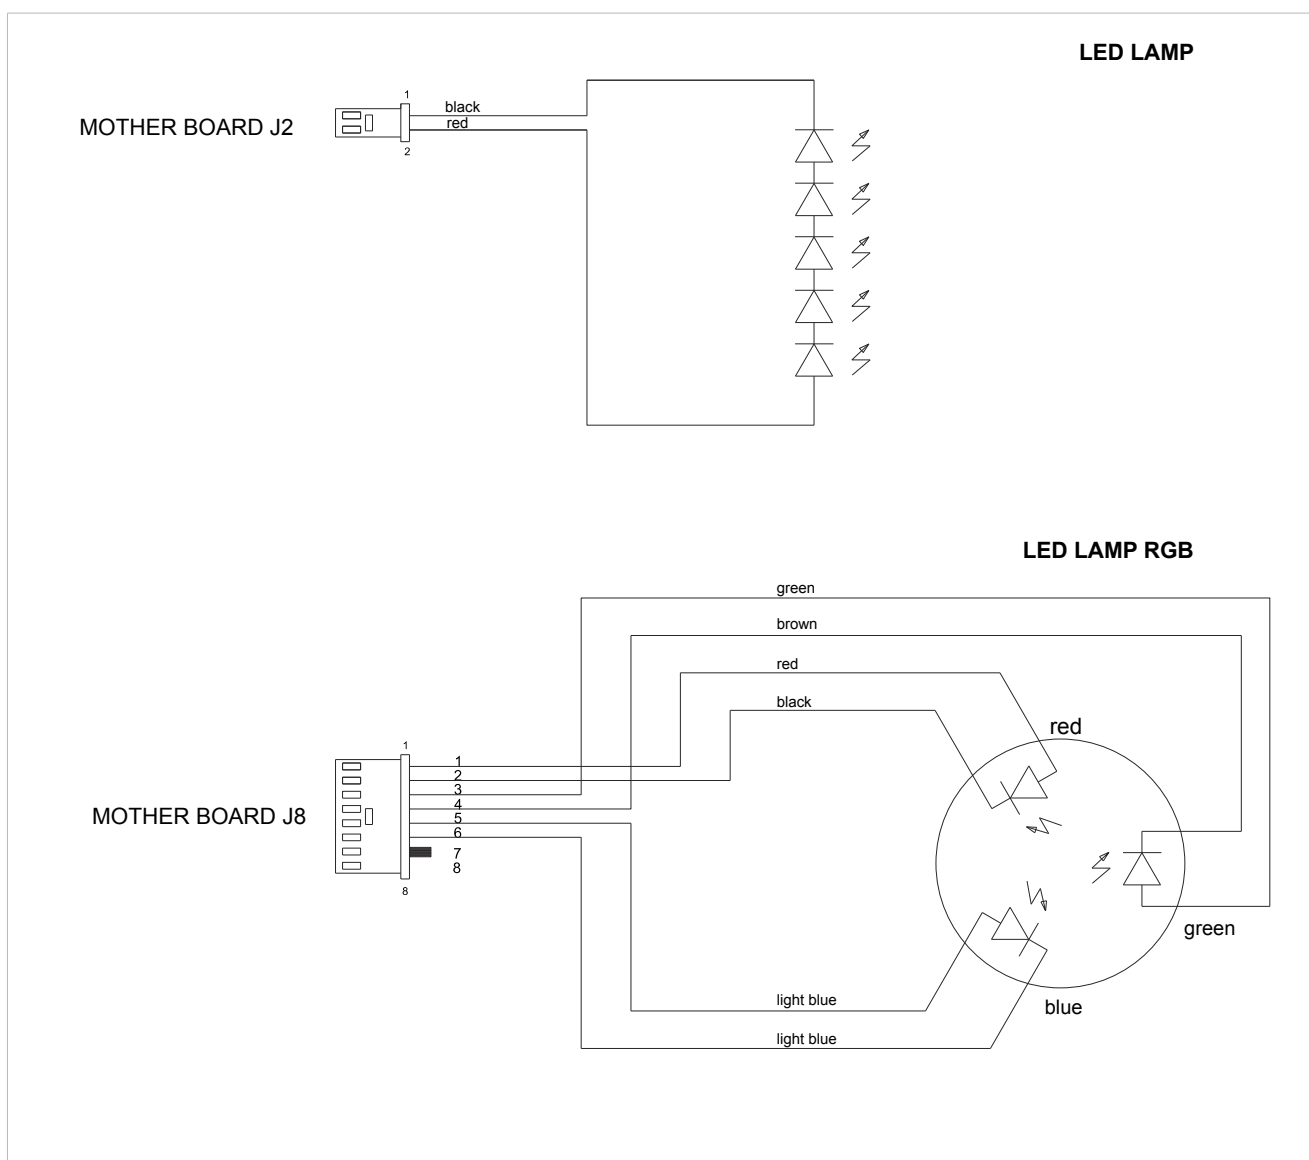 LED LAMP
1
black
MOTHER BOARD J2
red
2
LED LAMP RGB
green
brown
red
black
red
1
1
2
3
4
MOTHER BOARD J8
5
6
7
8
8
green
light blue
blue
light blue